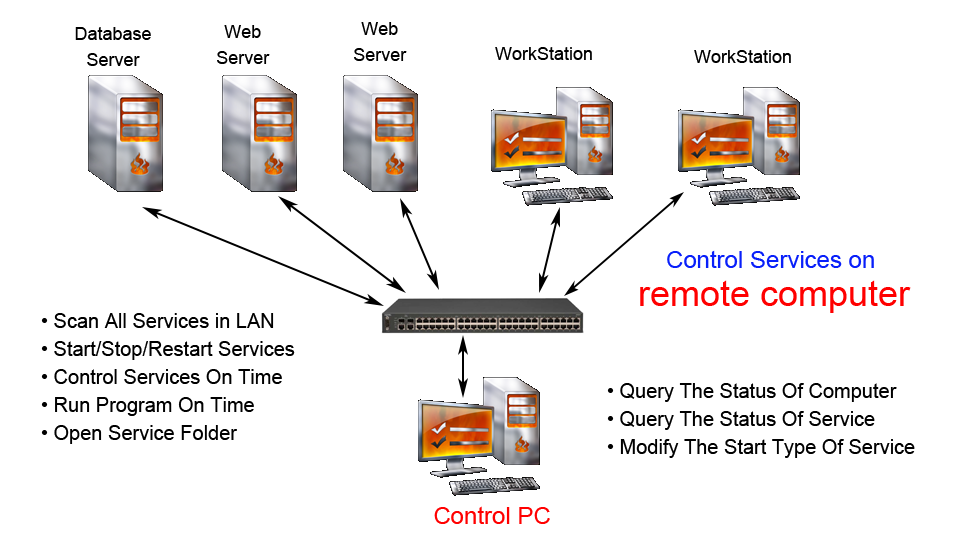 Database
Server
Web
Server
Web
Server
WorkStation
WorkStation
Control Services on
remote computer
• Scan All Services in LAN
• Start/Stop/Restart Services
• Control Services On Time
• Run Program On Time
• Open Service Folder
• Query The Status Of Computer
• Query The Status Of Service
• Modify The Start Type Of Service
Control PC